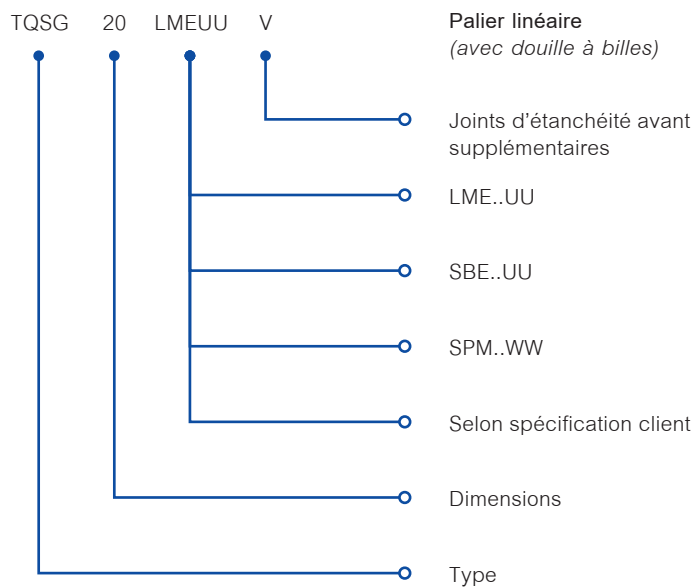 TQSG 20 LMEUU V
Palier linéaire
(avec douille à billes)
Joints d'étanchéité avant
supplémentaires
LME..UU
SBE..UU
SPM..WW
Selon spécification client
Dimensions
Type